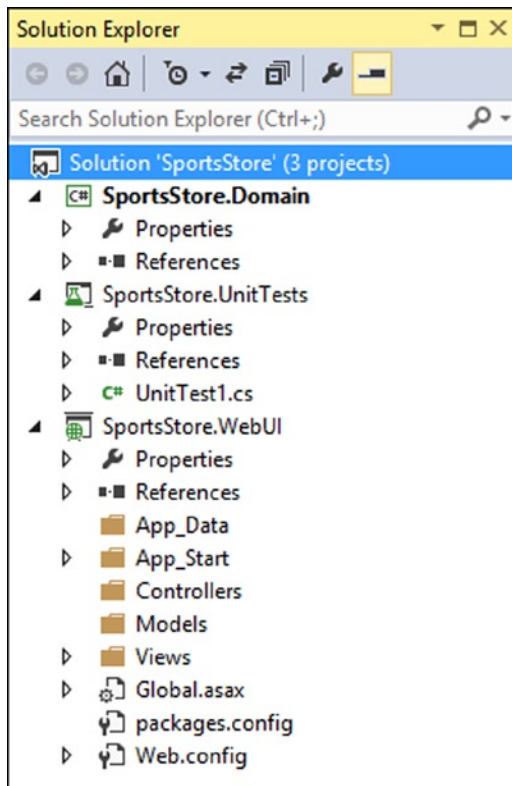 Solution Explorer
Search Solution Explorer (Ctrl+;)
Solution 'SportsStore' (3 projects)
C# SportsStore.Domain
Properties
References
SportsStore.UnitTests
Properties
References
C# UnitTest1.cs
SportsStore.WebUI
Properties
References
App_Data
App_Start
Controllers
Models
Views
Global.asax
packages.config
Web.config